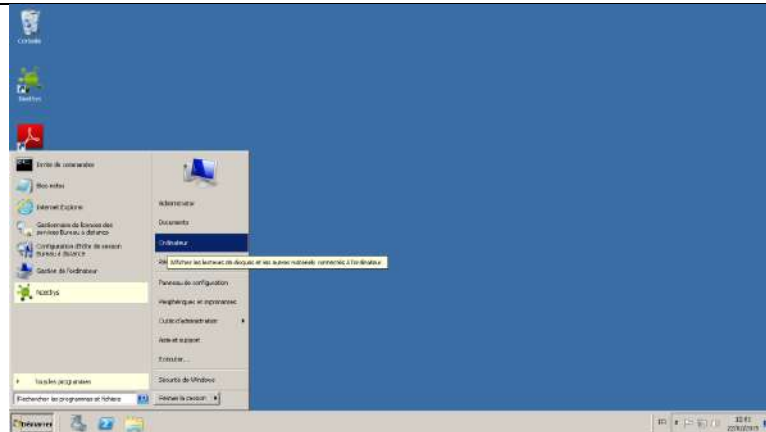 Corbeille
Noethys
Invite de commandes
Bloc-notes
Internet Explorer
Gestionnaire de licences des
services Bureau à distance
Configuration d'hôte de session
Bureau à distance
Gestion de l'ordinateur
Noethys
Tous les programmes
Rechercher les programmes et fichiers
Documents
Ordinateur
Afficher les lecteurs de disques et les autres matériels connectés à l'ordinateur
Panneau de configuration
Périphériques et imprimantes
Outils d'administration
Aide et support
Exécuter...
Sécurité de Windows
Fermer la session
Démarrer